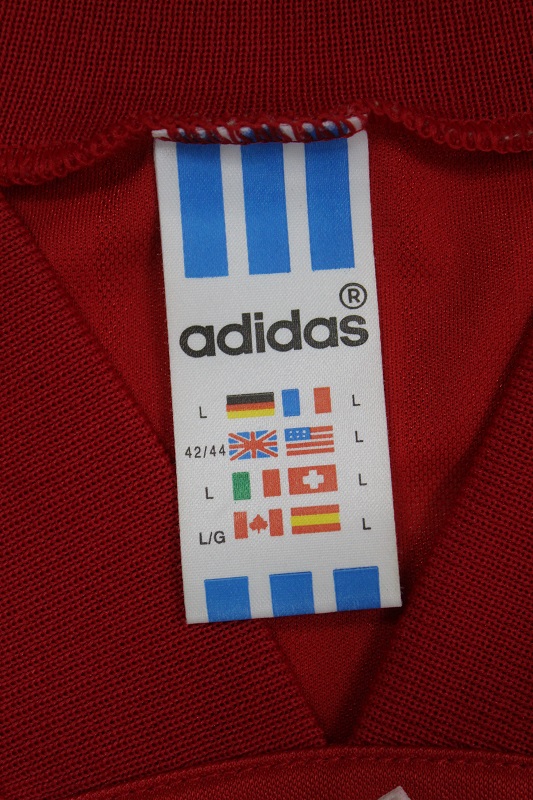 ®
adidas
L L
42/44 L
L L
L/G L